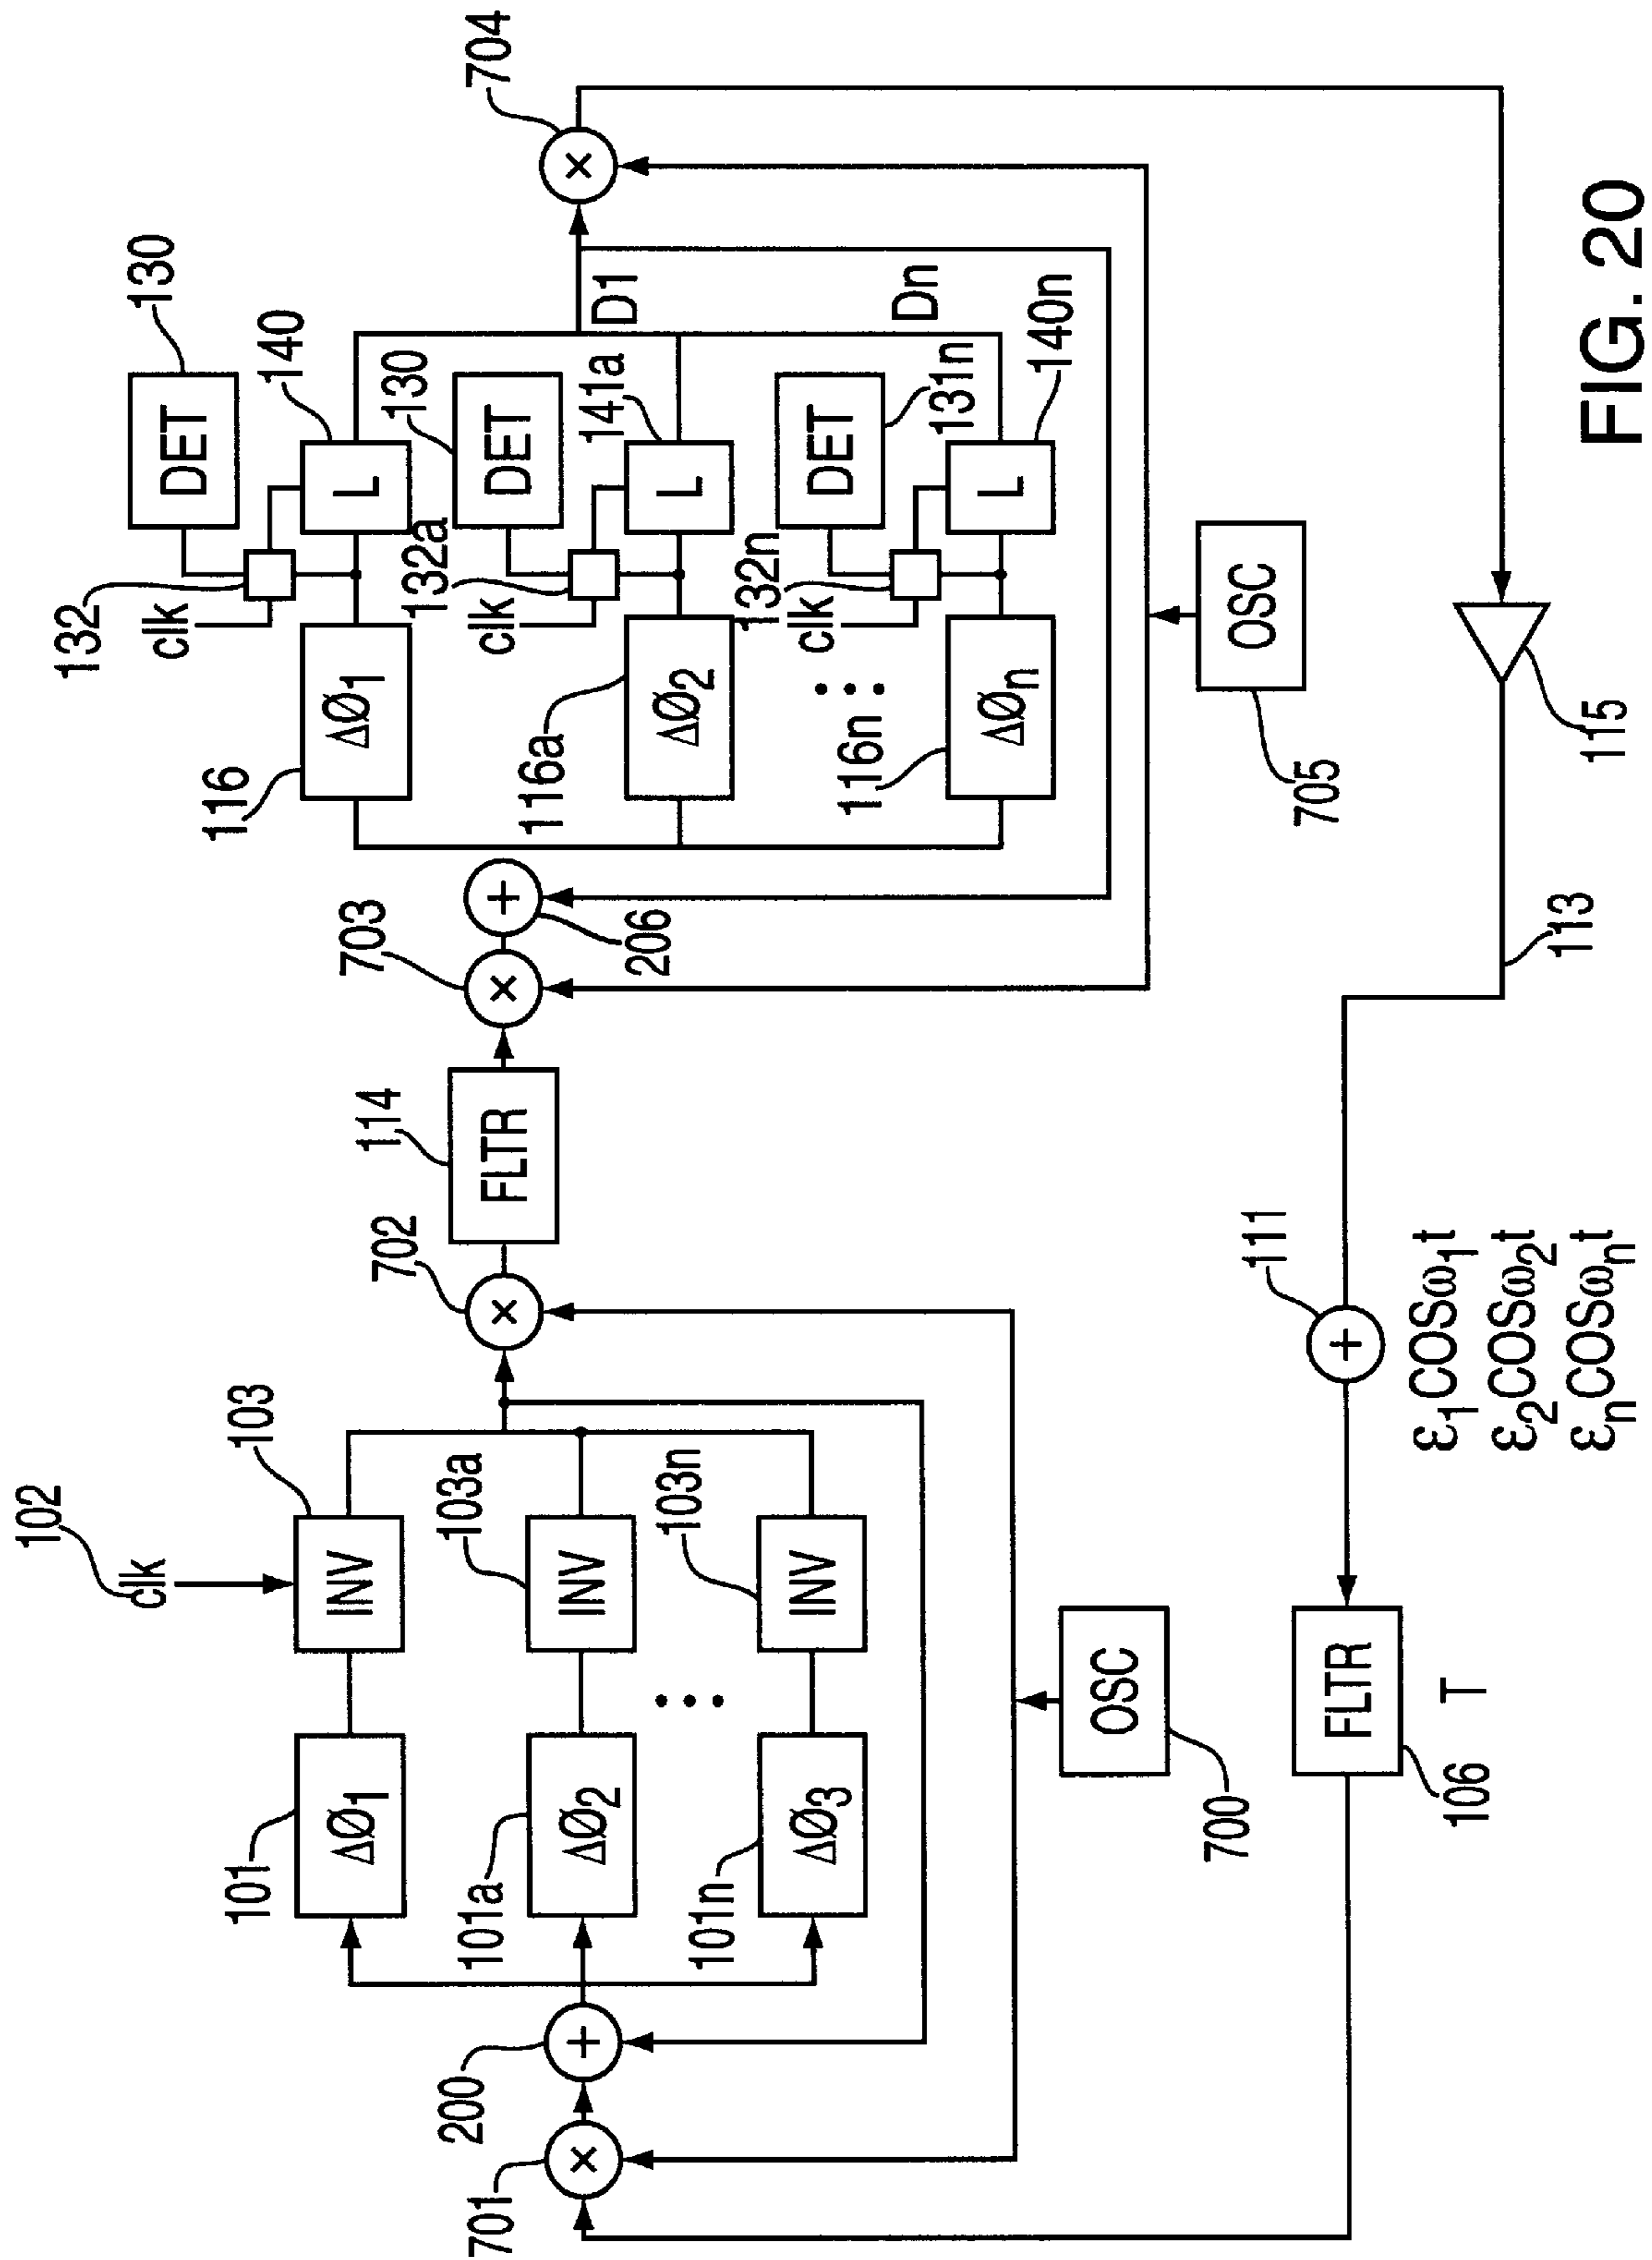 102
clk
103
INV
101
ΔØ1
103a
INV
101a
ΔØ2
103n
INV
101n
ΔØ3
200
+
701
×
702
×
OSC
700
114
FLTR
703
×
+
206
132
clk
DET
130
116
ΔØ1
L
140
132a
clk
DET
130
116a
ΔØ2
L
141a
D1
132n
clk
DET
131n
116n
ΔØn
L
140n
Dn
704
×
OSC
705
115
113
111
+
ε1COSω1t
ε2COSω2t
εnCOSωnt
FLTR
T
106
FIG. 20